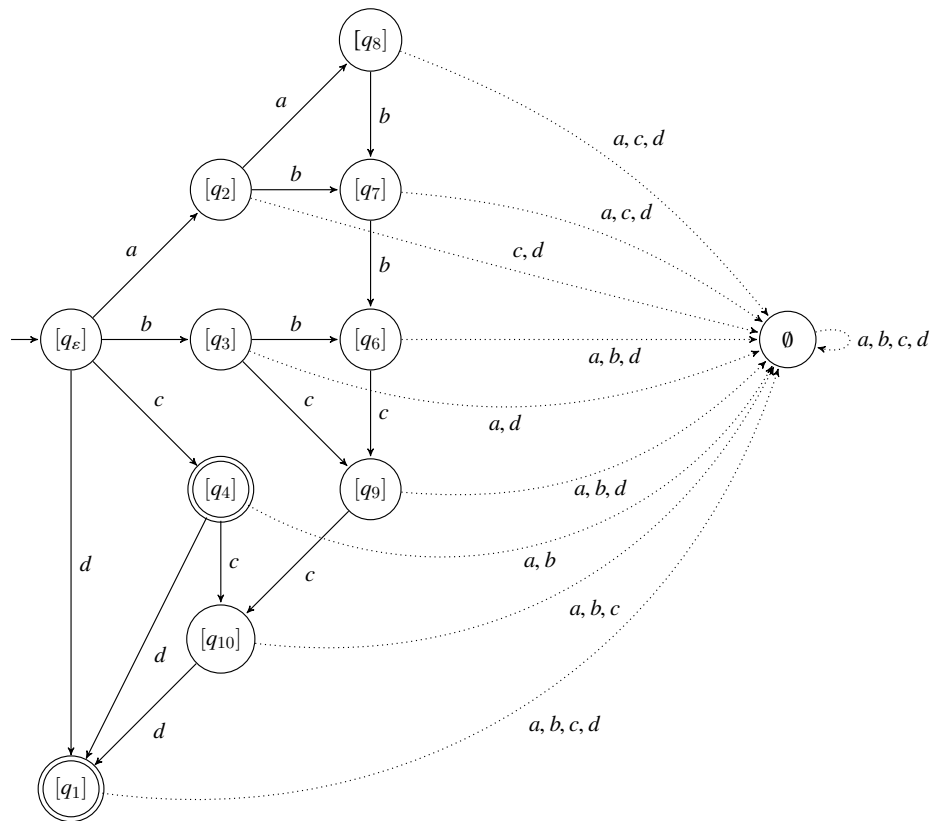 [q₈]
a
b
a, c, d
[q₂]
b
[q₇]
a, c, d
a
c, d
b
[qε]
b
[q₃]
b
[q₆]
a, b, d
∅
a, b, c, d
c
c
c
a, d
[q₄]
[q₉]
a, b, d
d
c
c
a, b
[q₁₀]
a, b, c
d
d
a, b, c, d
[q₁]